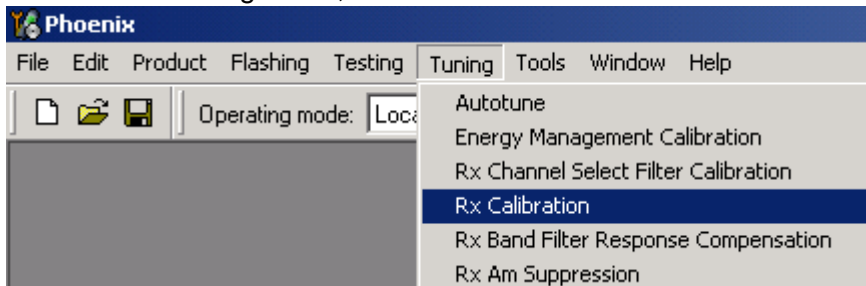 Phoenix
File Edit Product Flashing Testing Tuning Tools Window Help
Operating mode: Loca
Autotune
Energy Management Calibration
Rx Channel Select Filter Calibration
Rx Calibration
Rx Band Filter Response Compensation
Rx Am Suppression